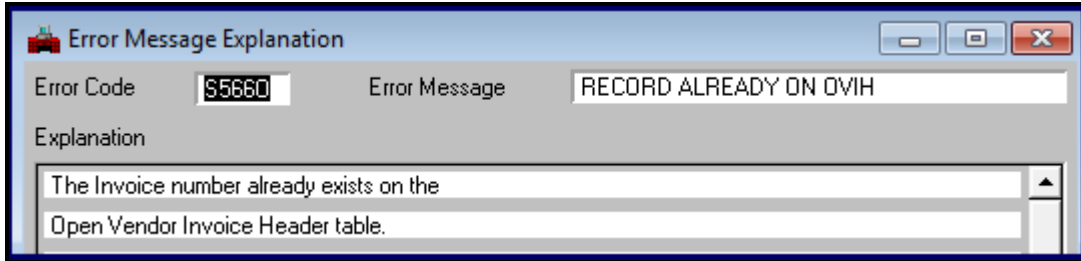 Error Message Explanation
Error Code S5660 Error Message RECORD ALREADY ON OVIH
Explanation
The Invoice number already exists on the
Open Vendor Invoice Header table.